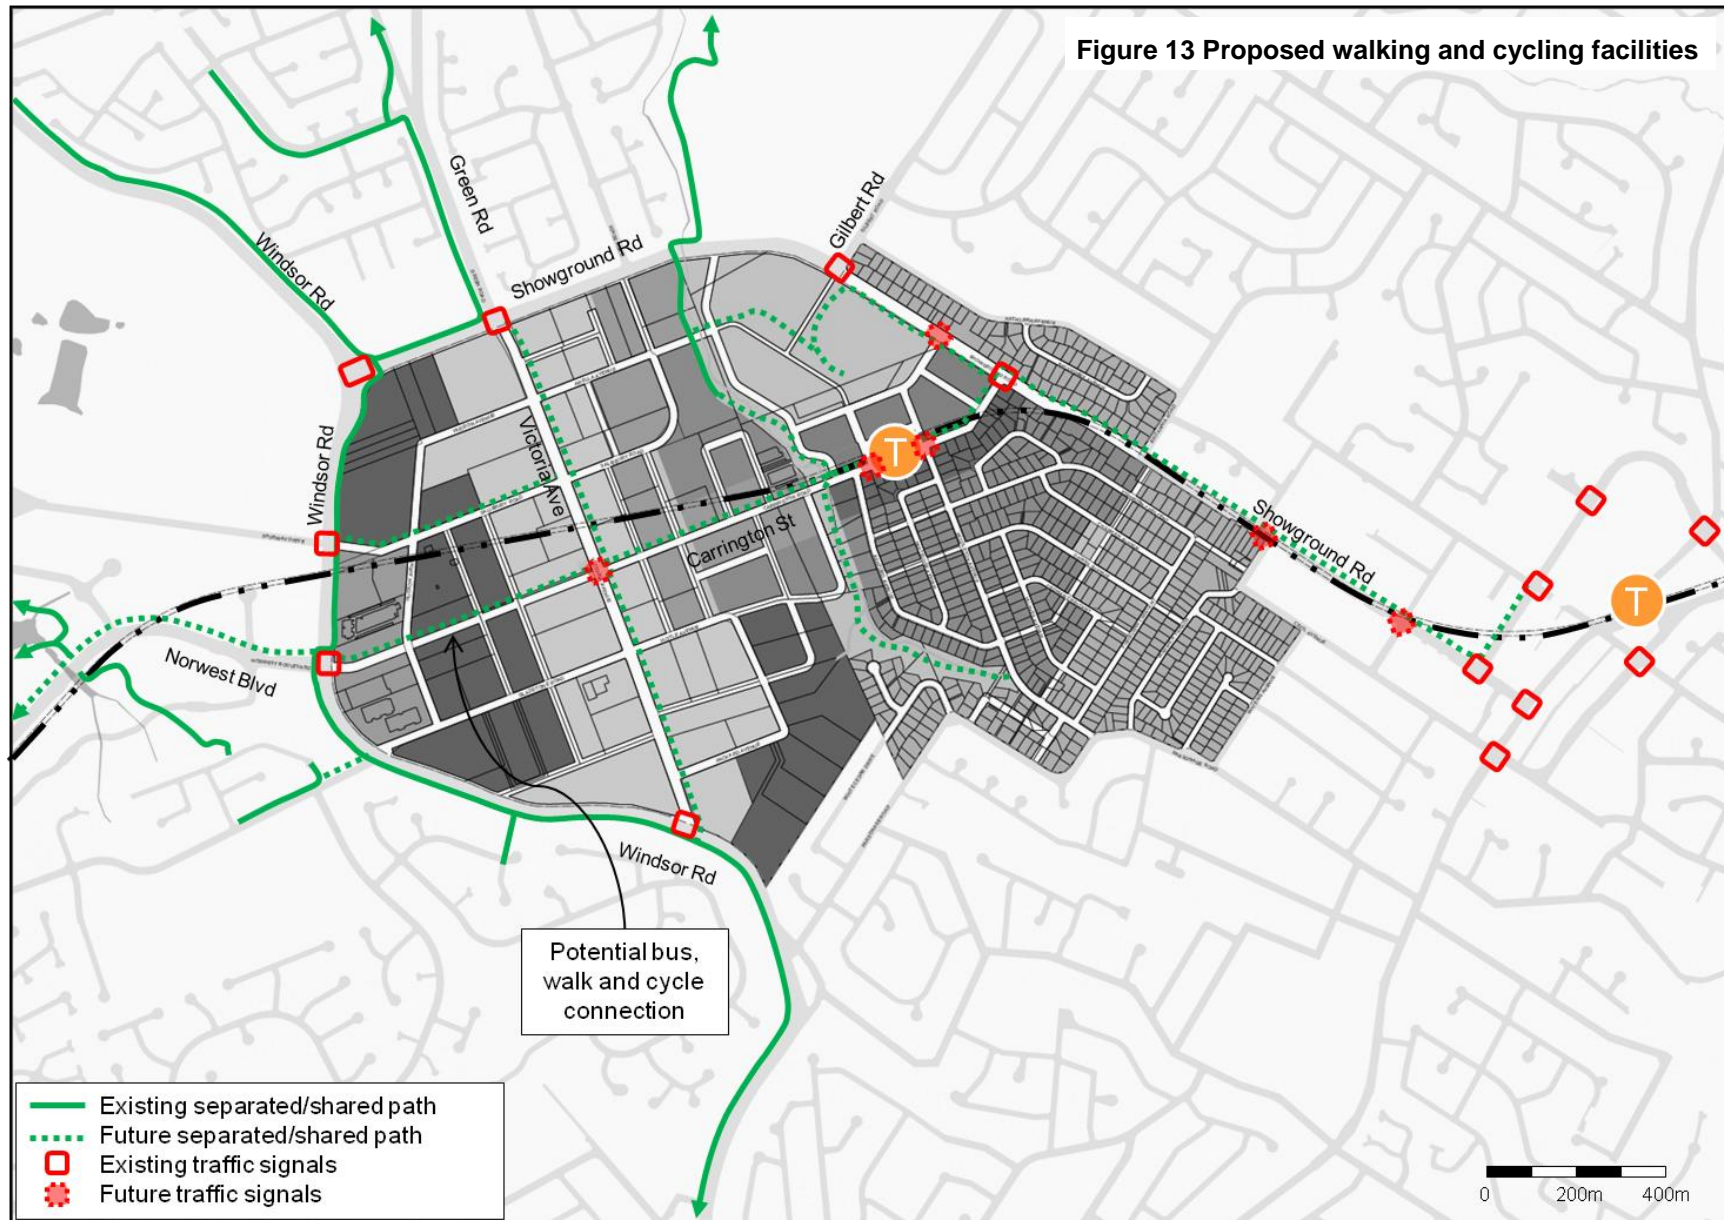 Figure 13 Proposed walking and cycling facilities
Green Rd
Gilbert Rd
Windsor Rd
Showground Rd
Windsor Rd
Victoria Ave
Carrington St
Showground Rd
T
T
Norwest Blvd
Windsor Rd
Potential bus,
walk and cycle
connection
Existing separated/shared path
Future separated/shared path
Existing traffic signals
Future traffic signals
0 200m 400m